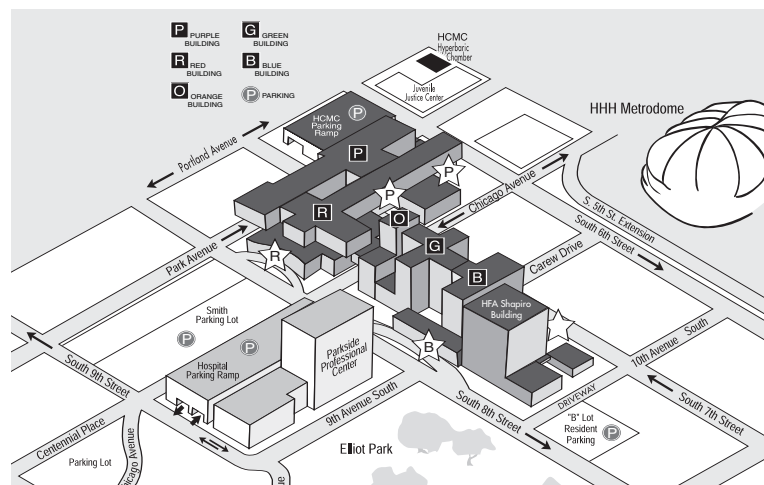 P PURPLE
BUILDING
G GREEN
BUILDING
R RED
BUILDING
B BLUE
BUILDING
O ORANGE
BUILDING
P PARKING
HCMC
Hyperbaric
Chamber
Juvenile
Justice Center
HHH Metrodome
HCMC
Parking
Ramp
P
Portland Avenue
P
P
P
Chicago Avenue
S. 5th St. Extension
South 6th Street
R
O
G
Park Avenue
R
B
Carew Drive
HFA Shapiro
Building
Smith
Parking Lot
P
P
Hospital
Parking Ramp
Parkside
Professional
Center
B
10th Avenue South
South 9th Street
9th Avenue South
South 8th Street
DRIVEWAY
South 7th Street
"B" Lot
Resident
Parking
P
Centennial Place
Parking Lot
Elliot Park